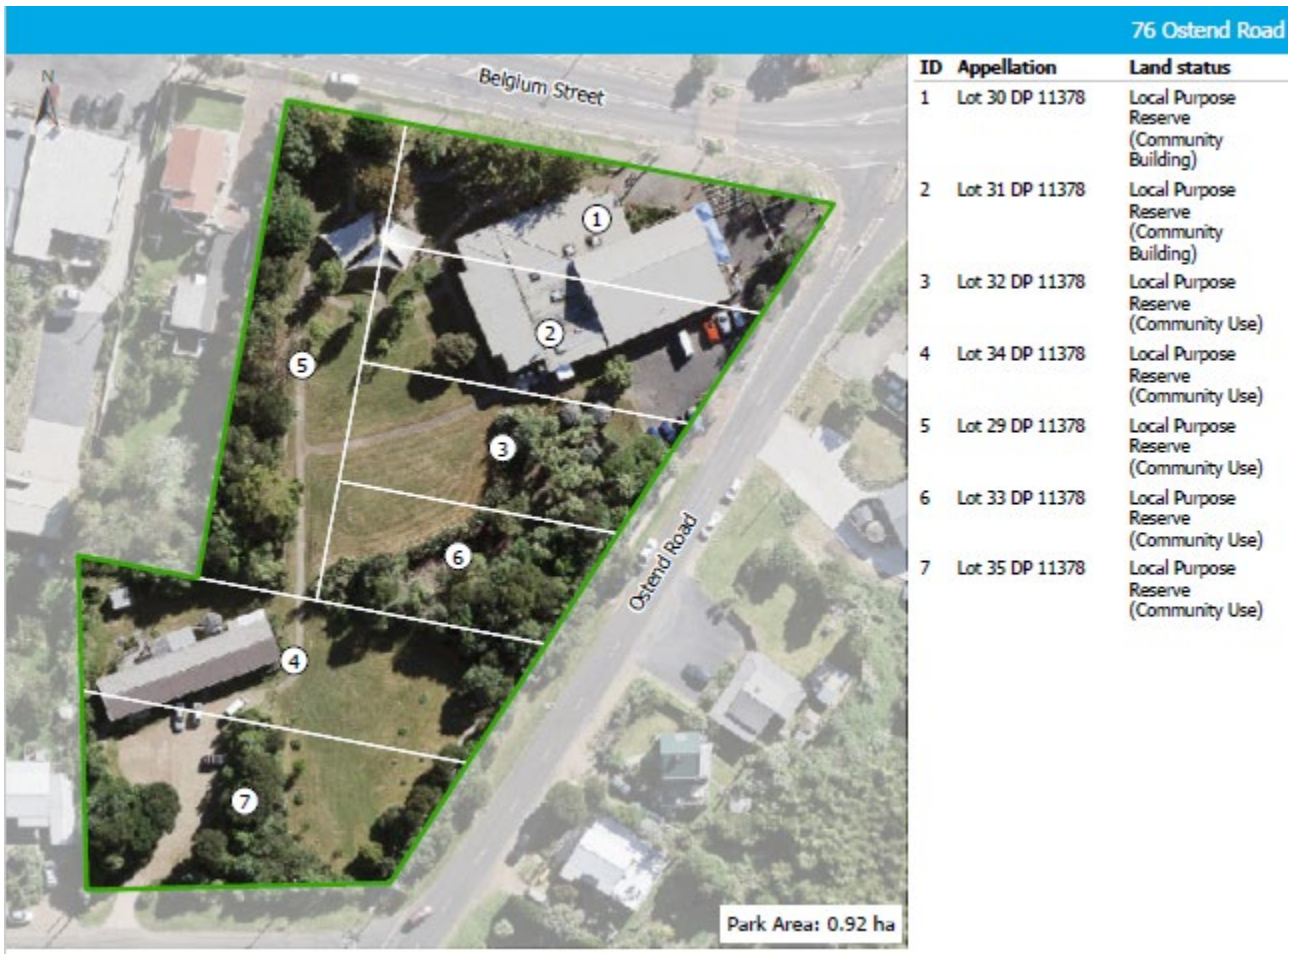 76 Ostend Road
N
Belgium Street
1
2
5
3
6
Ostend Road
4
7
Park Area: 0.92 ha
ID Appellation Land status
1 Lot 30 DP 11378 Local Purpose
Reserve
(Community
Building)
2 Lot 31 DP 11378 Local Purpose
Reserve
(Community
Building)
3 Lot 32 DP 11378 Local Purpose
Reserve
(Community Use)
4 Lot 34 DP 11378 Local Purpose
Reserve
(Community Use)
5 Lot 29 DP 11378 Local Purpose
Reserve
(Community Use)
6 Lot 33 DP 11378 Local Purpose
Reserve
(Community Use)
7 Lot 35 DP 11378 Local Purpose
Reserve
(Community Use)